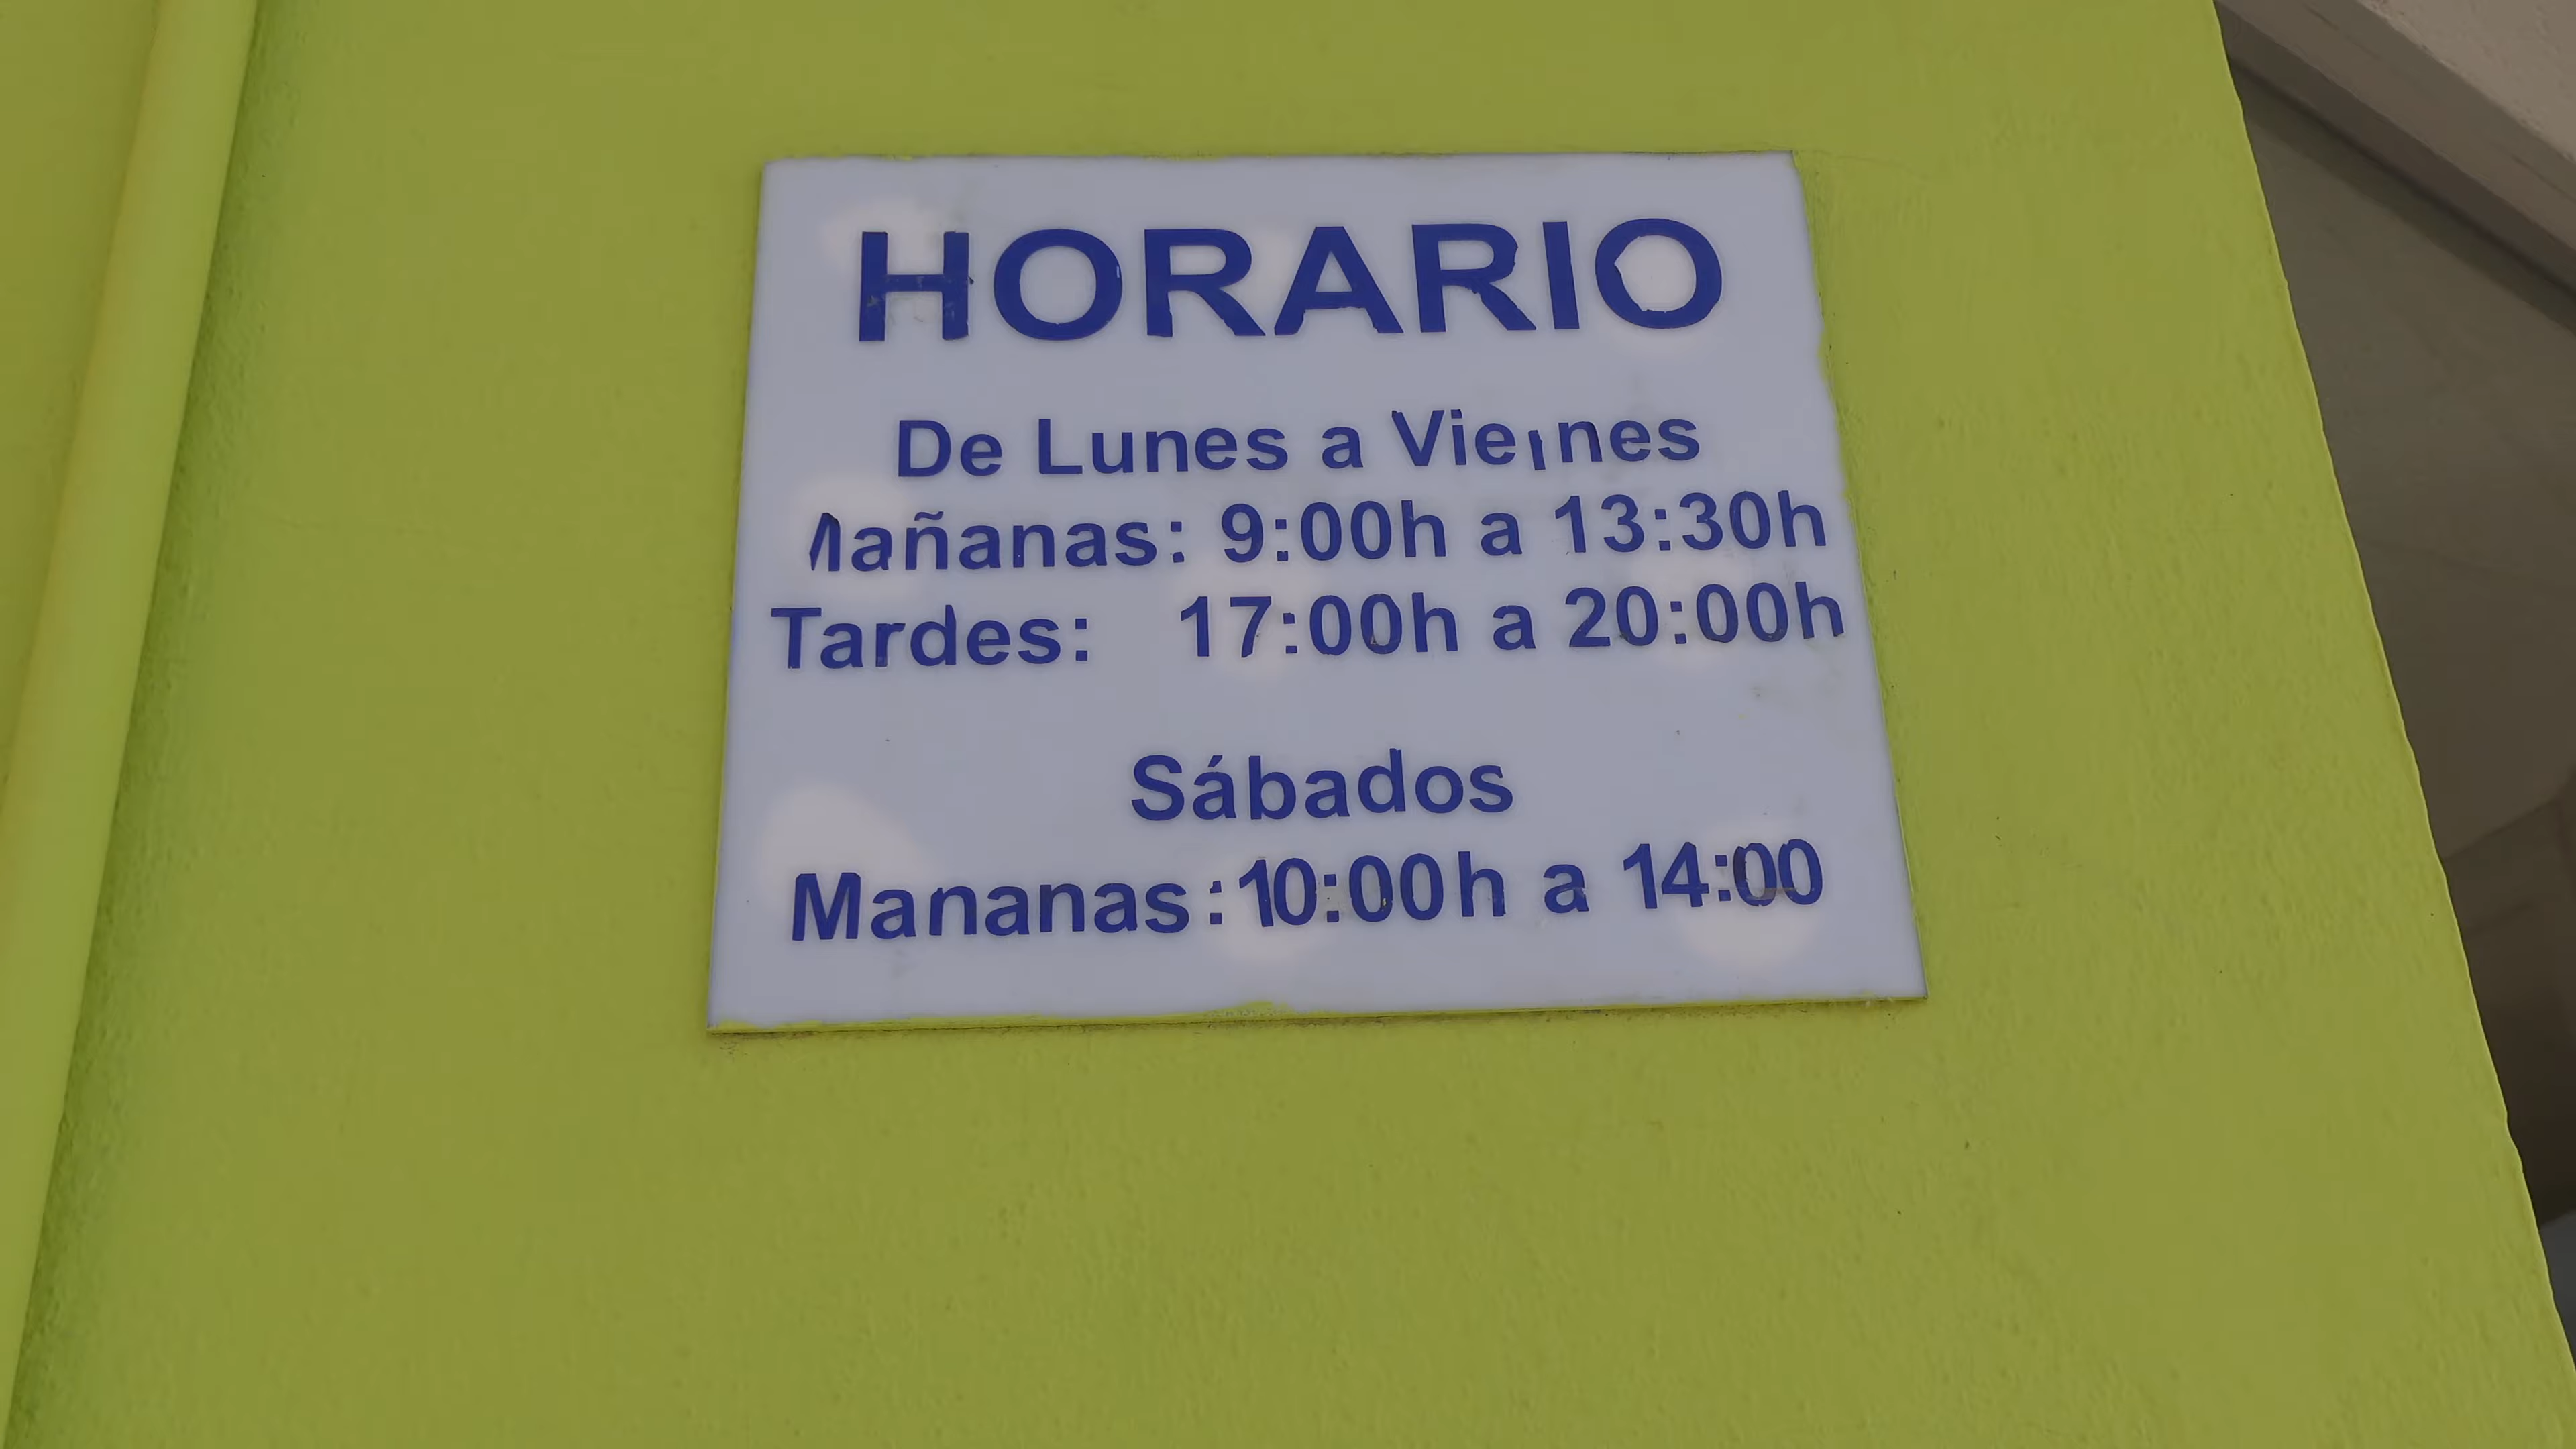 HORARIO
De Lunes a Viernes
Mañanas: 9:00h a 13:30h
Tardes: 17:00h a 20:00h
Sábados
Mananas: 10:00h a 14:00